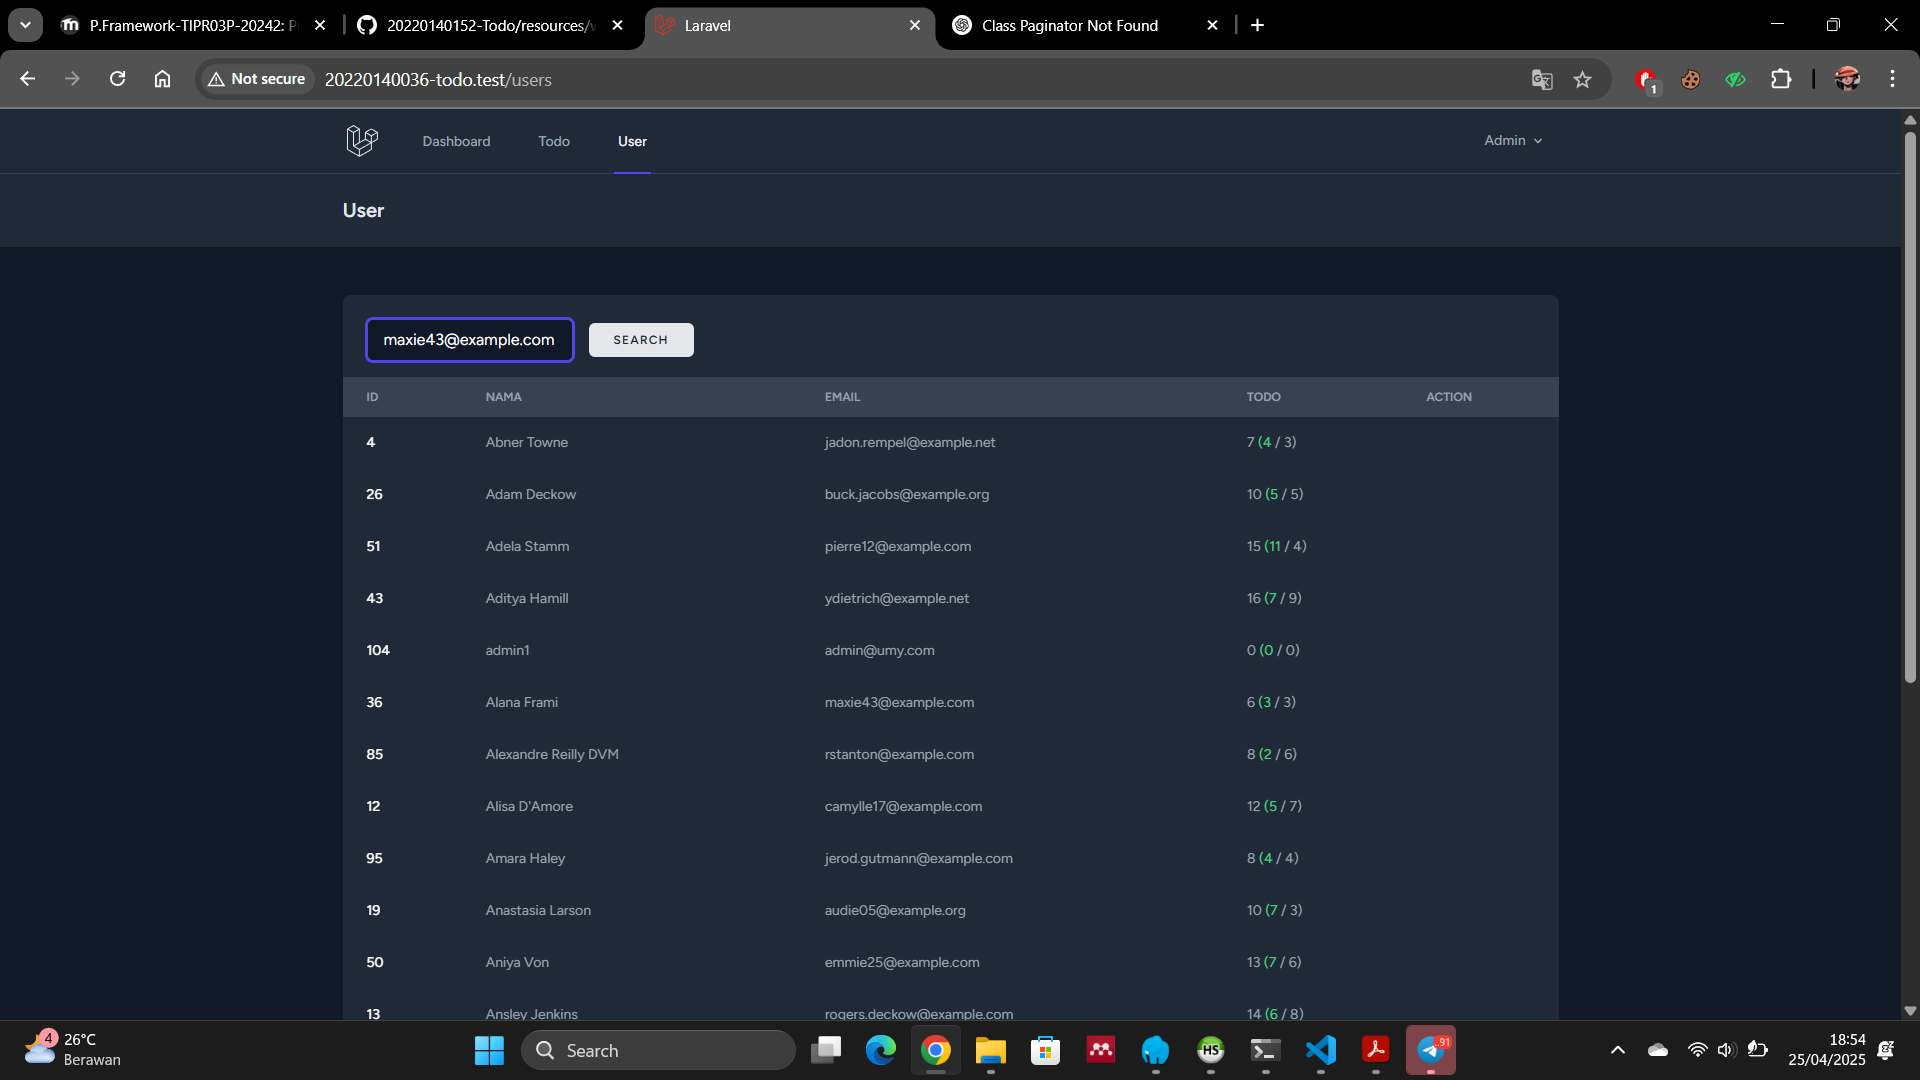 P.Framework-TIPR03P-20242: P
20220140152-Todo/resources/v
Laravel
Class Paginator Not Found
Not secure
20220140036-todo.test/users
1
Dashboard
Todo
User
Admin
User
maxie43@example.com
SEARCH
ID NAMA EMAIL TODO ACTION
4 Abner Towne jadon.rempel@example.net 7 (4 / 3)
26 Adam Deckow buck.jacobs@example.org 10 (5 / 5)
51 Adela Stamm pierre12@example.com 15 (11 / 4)
43 Aditya Hamill ydietrich@example.net 16 (7 / 9)
104 admin1 admin@umy.com 0 (0 / 0)
36 Alana Frami maxie43@example.com 6 (3 / 3)
85 Alexandre Reilly DVM rstanton@example.com 8 (2 / 6)
12 Alisa D'Amore camylle17@example.com 12 (5 / 7)
95 Amara Haley jerod.gutmann@example.com 8 (4 / 4)
19 Anastasia Larson audie05@example.org 10 (7 / 3)
50 Aniya Von emmie25@example.com 13 (7 / 6)
13 Ansley Jenkins rogers.deckow@example.com 14 (6 / 8)
4
26°C
Berawan
Search
HS
..91
18:54
25/04/2025